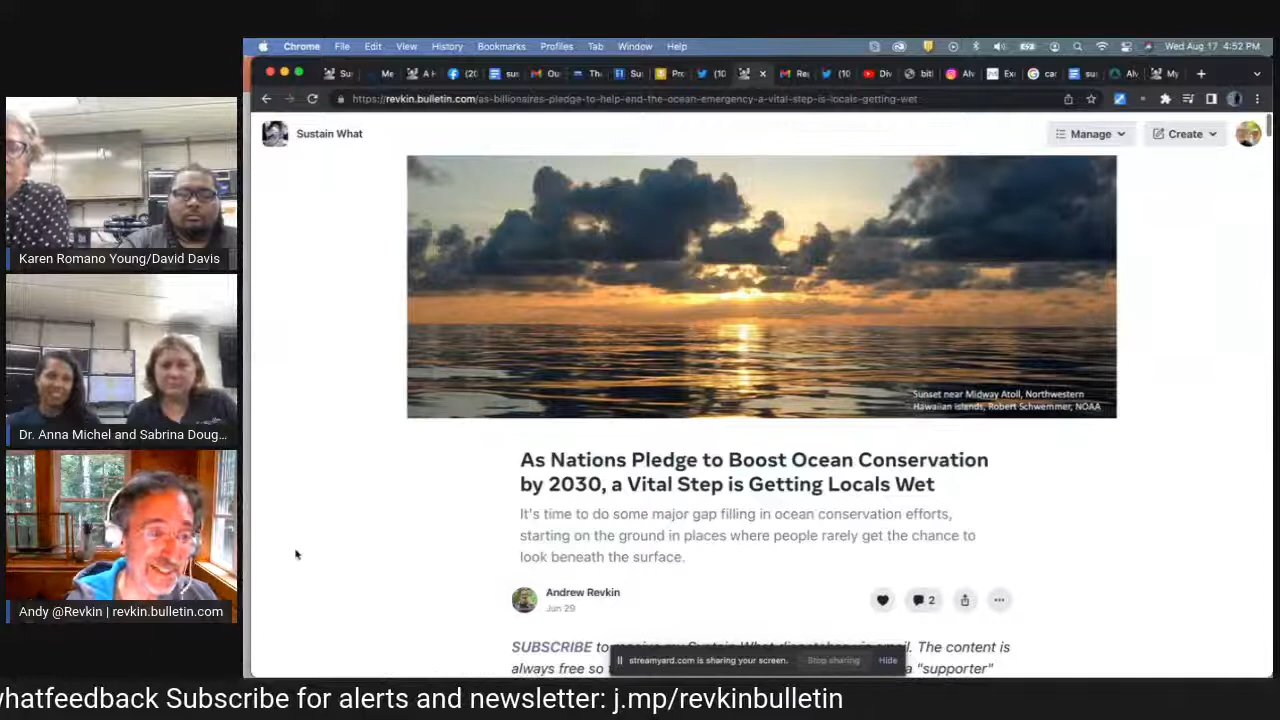 Chrome File Edit View History Bookmarks Profiles Tab Window Help Wed Aug 17 4:52 PM
https://revkin.bulletin.com/as-billionaires-pledge-to-help-end-the-ocean-emergency-a-vital-step-is-locals-getting-wet
Sustain What Manage Create
Sunset near Midway Atoll, Northwestern
Hawaiian Islands, Robert Schwemmer, NOAA
As Nations Pledge to Boost Ocean Conservation
by 2030, a Vital Step is Getting Locals Wet
It's time to do some major gap filling in ocean conservation efforts,
starting on the ground in places where people rarely get the chance to
look beneath the surface.
Andrew Revkin
Jun 29
2
SUBSCRIBE to The content is
always free so a "supporter"
streamyard.com is sharing your screen. Stop sharing Hide
Karen Romano Young/David Davis
Dr. Anna Michel and Sabrina Doug...
Andy @Revkin | revkin.bulletin.com
whatfeedback Subscribe for alerts and newsletter: j.mp/revkinbulletin